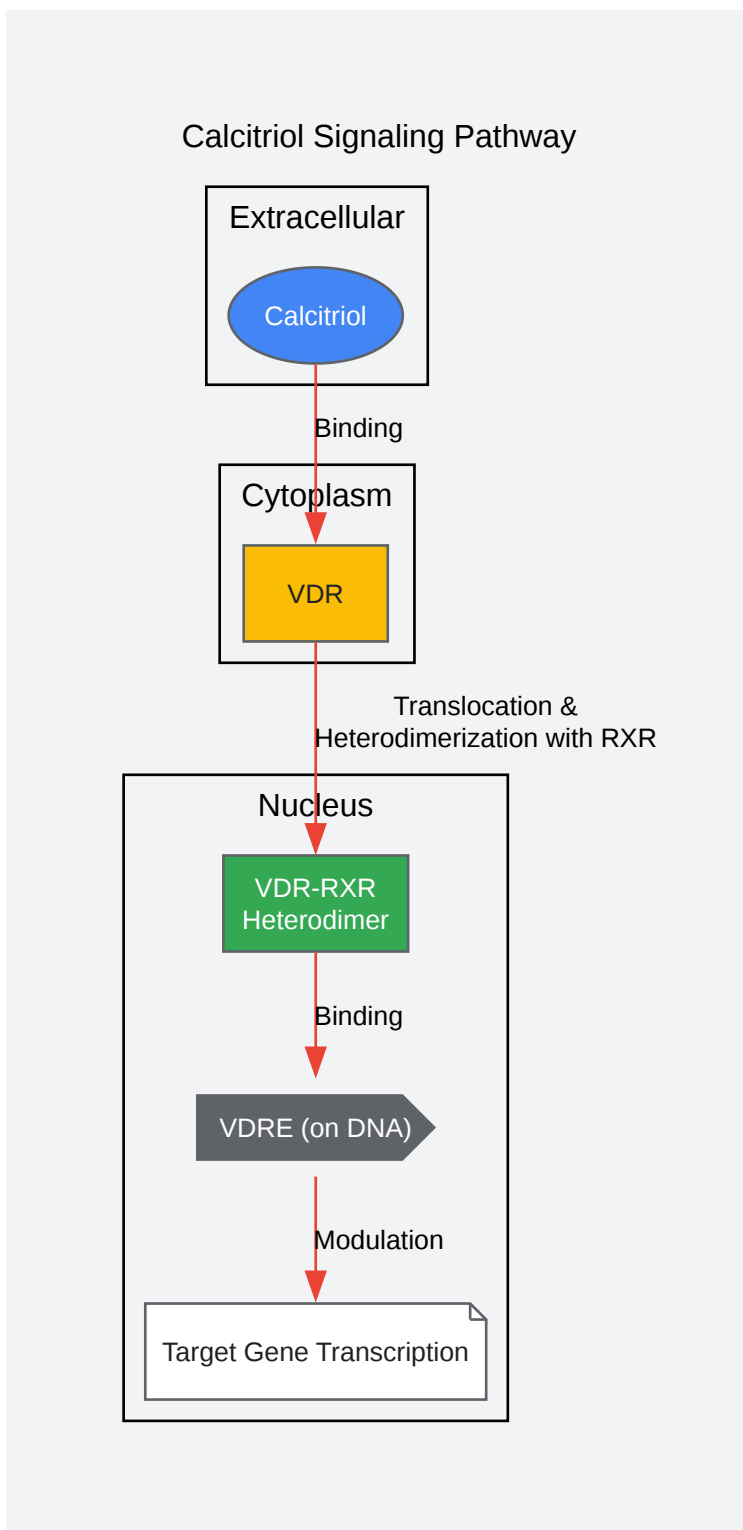 Calcitriol Signaling Pathway
Extracellular
Calcitriol
Binding
Cytoplasm
VDR
Translocation &
Heterodimerization with RXR
Nucleus
VDR-RXR
Heterodimer
Binding
VDRE (on DNA)
Modulation
Target Gene Transcription